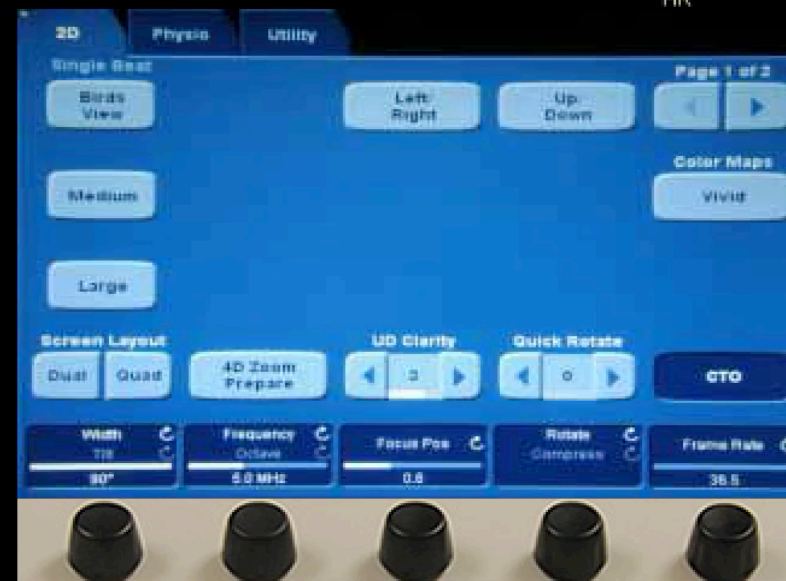 HR
2D Physio Utility
Single Beat
Page 1 of 2
Birds View
Left/ Right
Up/ Down
Color Maps
Medium
Vivid
Large
Screen Layout
UD Clarity
Quick Rotate
Dual Quad
4D Zoom Prepare
3
0
CTO
Width
Tilt
90°
Frequency
Octave
5.0 MHz
Focus Pos
0.6
Rotate
Compress
Frame Rate
36.5